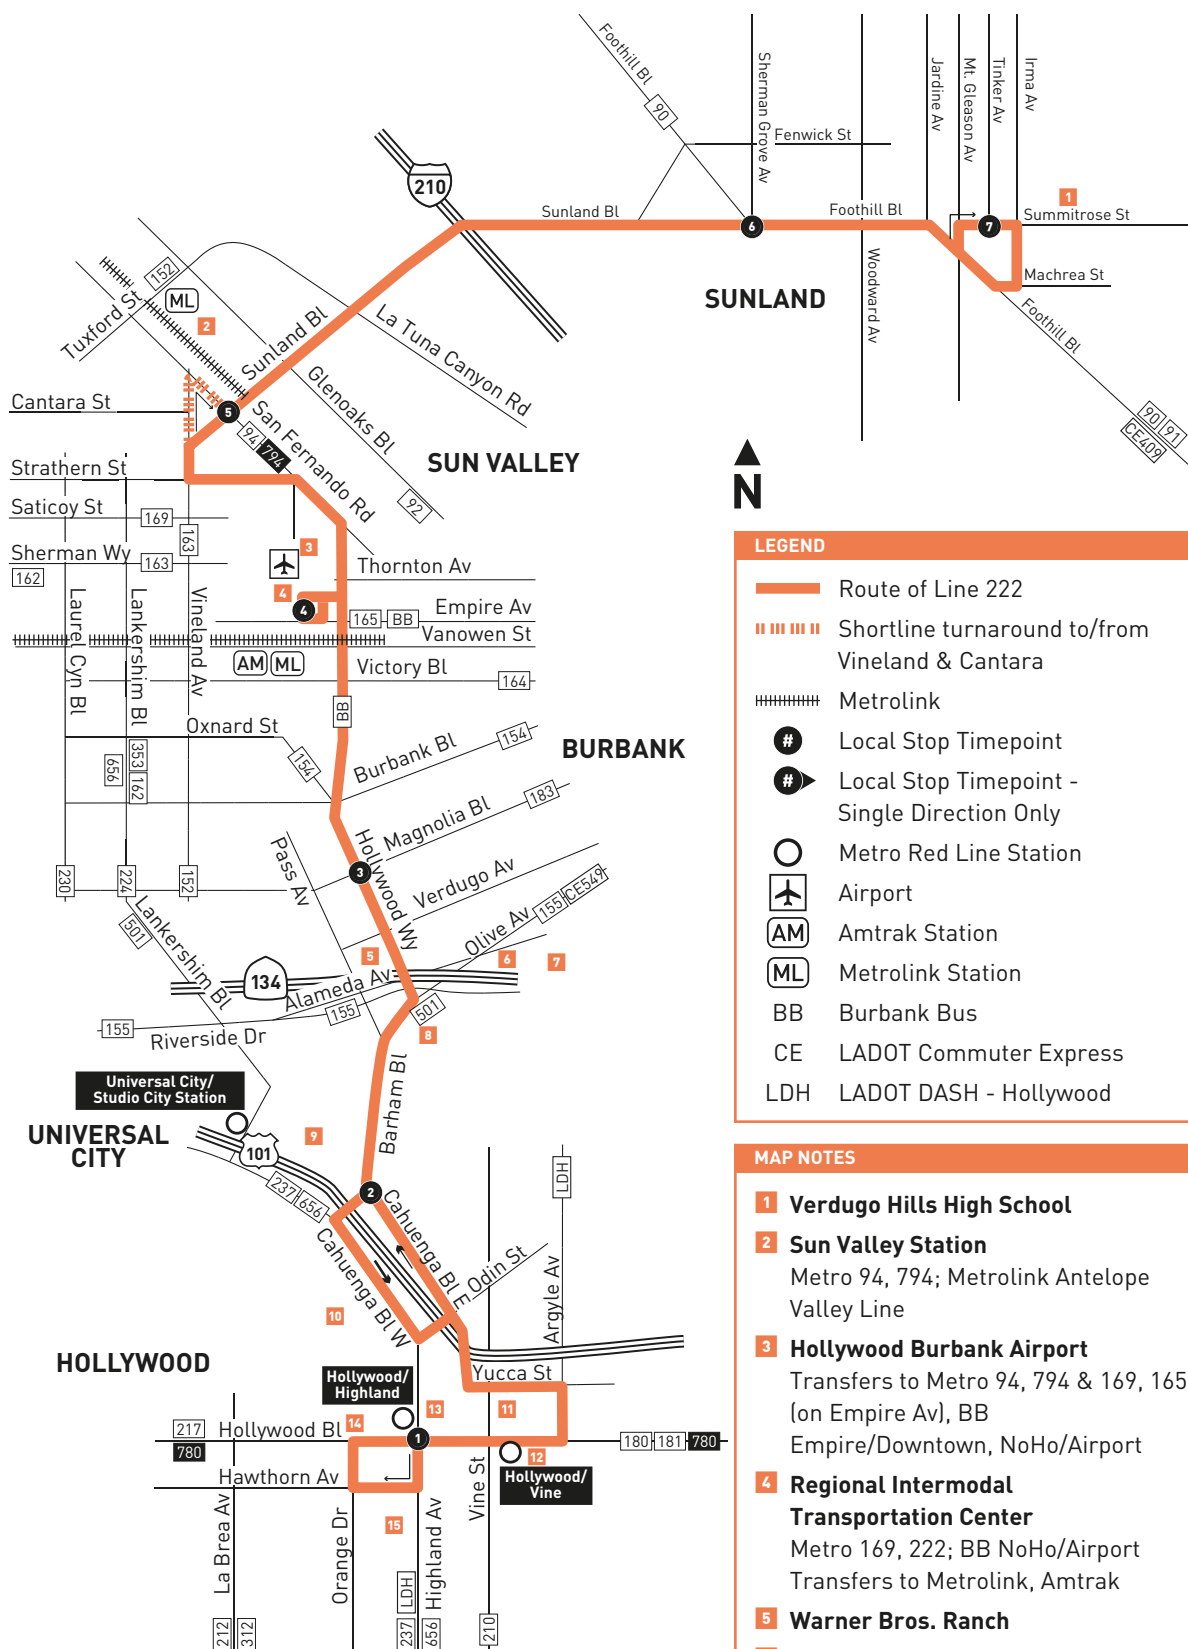 Foothill Bl
90
Sherman Grove Av
Fenwick St
Jardine Av
Mt. Gleason Av
Tinker Av
Irma Av
210
Sunland Bl
6
Foothill Bl
7
1
Summitrose St
Machrea St
Woodward Av
Foothill Bl
90
91
CE409
SUNLAND
152
ML
2
Tuxford St
Sunland Bl
La Tuna Canyon Rd
Glenoaks Bl
Cantara St
5
San Fernando Rd
94
794
92
SUN VALLEY
N
Strathern St
Saticoy St
169
163
Sherman Wy
163
162
3
4
4
Thornton Av
Empire Av
165
BB
Vanowen St
AM
ML
Victory Bl
164
Laurel Cyn Bl
Lankershim Bl
Vineland Av
BB
Oxnard St
154
Burbank Bl
154
BURBANK
656
353
162
Magnolia Bl
183
Pass Av
Hollywood Wy
3
Verdugo Av
230
224
152
501
Lankershim Bl
Olive Av
155
CE549
5
6
7
134
Alameda Av
155
155
Riverside Dr
501
8
Barham Bl
Universal City/
Studio City Station
UNIVERSAL
CITY
101
9
237
656
2
Cahuenga Bl E
Cahuenga Bl W
Odin St
LDH
Argyle Av
10
HOLLYWOOD
Yucca St
Hollywood/
Highland
13
11
14
217
780
Hollywood Bl
1
180
181
780
12
Hollywood/
Vine
Hawthorn Av
Vine St
15
La Brea Av
Orange Dr
Highland Av
LDH
212
312
237
656
210
LEGEND
Route of Line 222
Shortline turnaround to/from
Vineland & Cantara
Metrolink
# Local Stop Timepoint
# Local Stop Timepoint -
Single Direction Only
Metro Red Line Station
Airport
AM Amtrak Station
ML Metrolink Station
BB Burbank Bus
CE LADOT Commuter Express
LDH LADOT DASH - Hollywood
MAP NOTES
1 Verdugo Hills High School
2 Sun Valley Station
Metro 94, 794; Metrolink Antelope
Valley Line
3 Hollywood Burbank Airport
Transfers to Metro 94, 794 & 169, 165
(on Empire Av), BB
Empire/Downtown, NoHo/Airport
4 Regional Intermodal
Transportation Center
Metro 169, 222; BB NoHo/Airport
Transfers to Metrolink, Amtrak
5 Warner Bros. Ranch